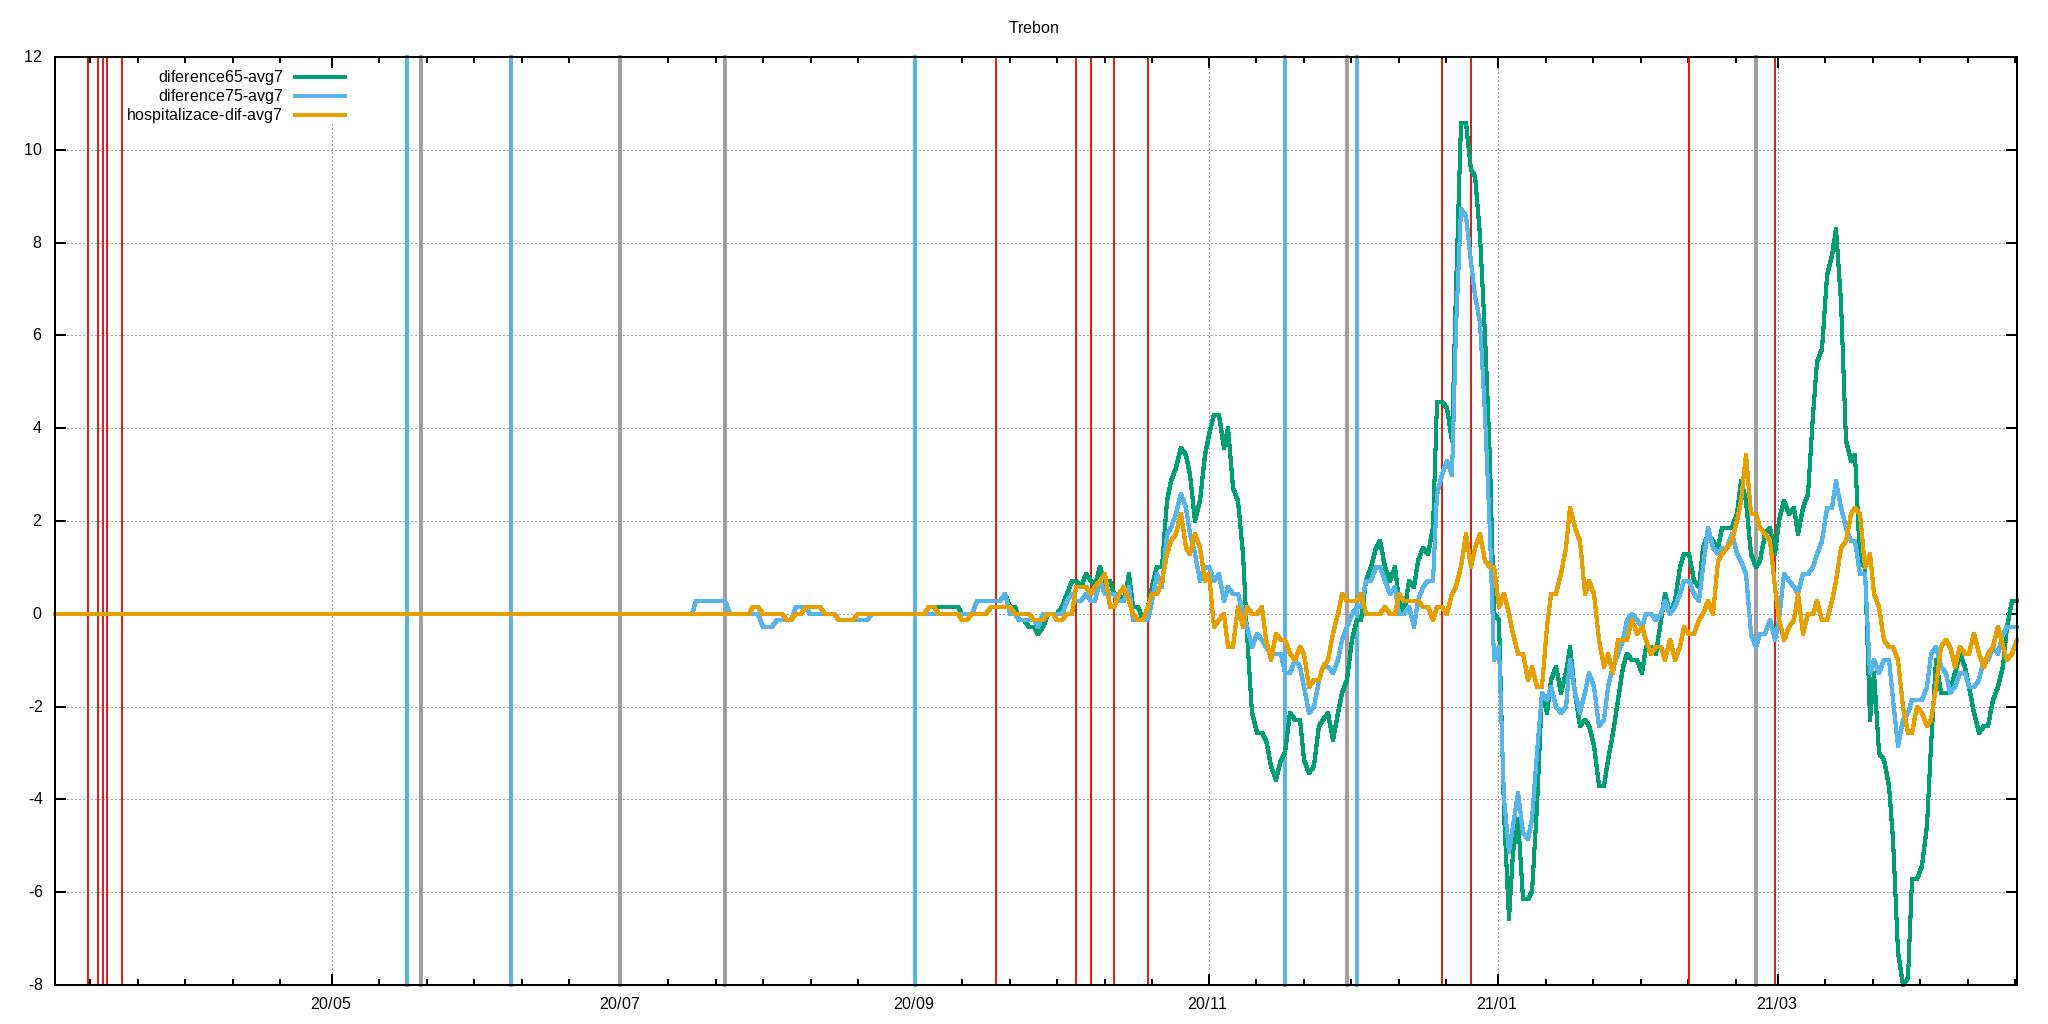 Trebon
12
diference65-avg7
diference75-avg7
hospitalizace-dif-avg7
10
8
6
4
2
0
-2
-4
-6
-8
20/05 20/07 20/09 20/11 21/01 21/03